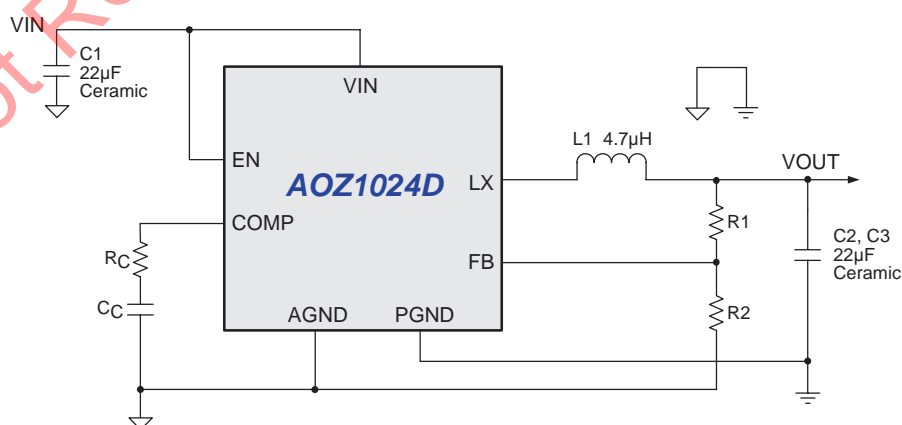 VIN
C1
22µF
Ceramic
VIN
EN
AOZ1024D
LX
COMP
FB
AGND
PGND
RC
CC
L1 4.7µH
VOUT
R1
R2
C2, C3
22µF
Ceramic
ot R